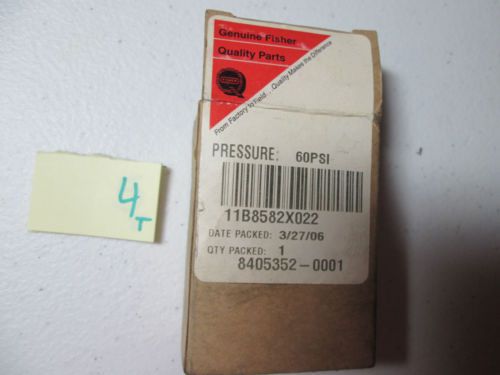 Genuine Fisher
Quality Parts
FISHER
From Factory to Field . . . Quality Makes the Difference
PRESSURE: 60PSI
11B8582X022
DATE PACKED: 3/27/06
QTY PACKED: 1
8405352-0001
4T